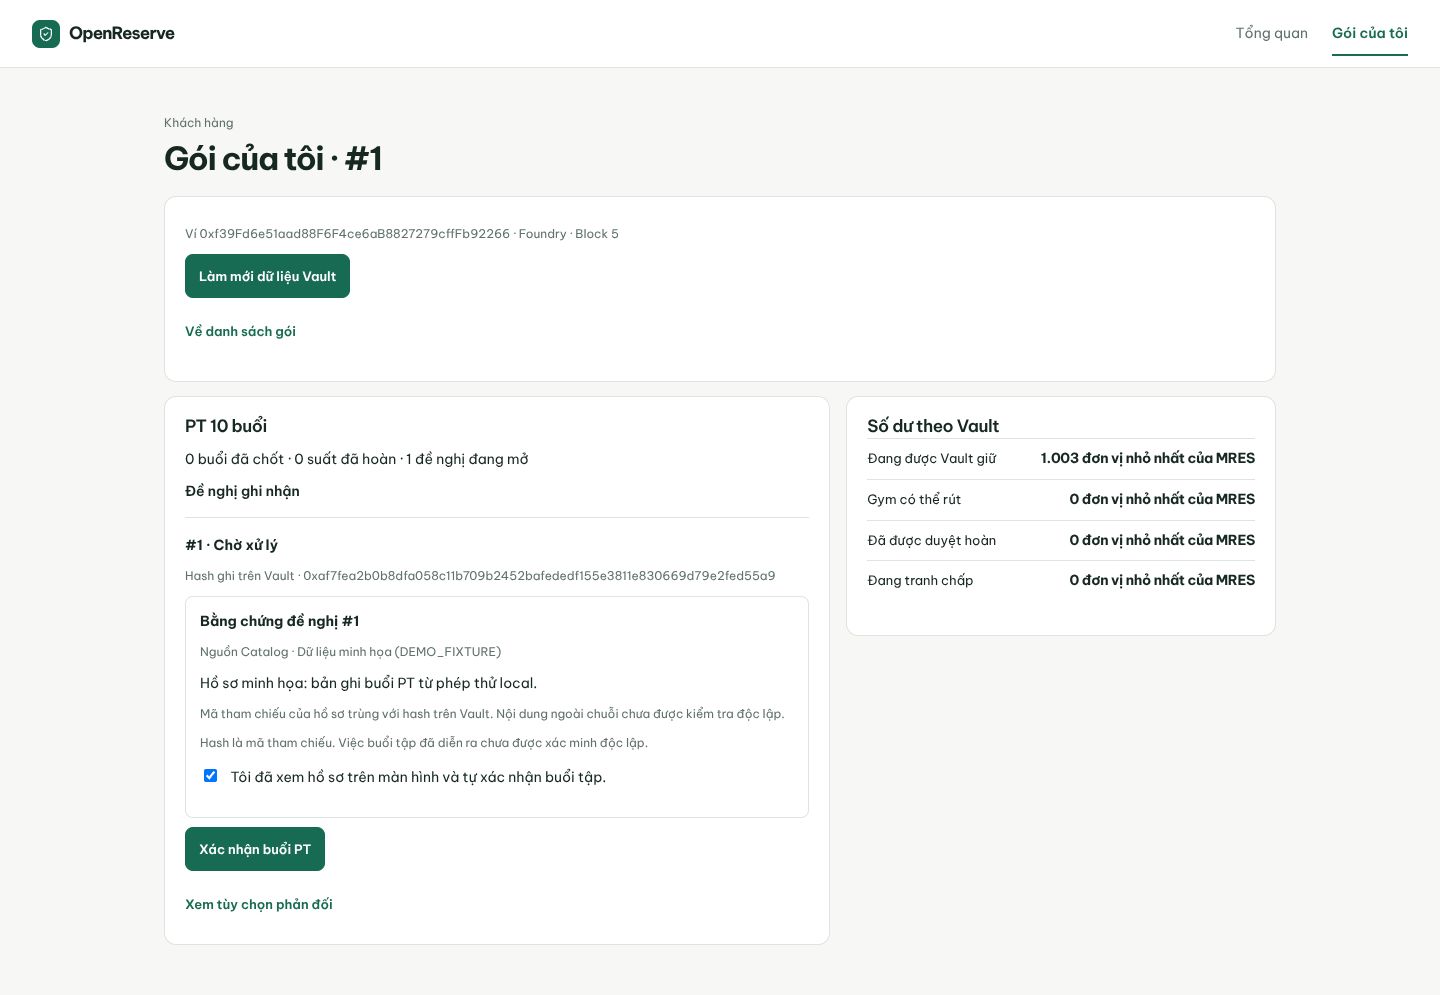 OpenReserve
Tổng quan
Gói của tôi
Khách hàng
Gói của tôi · #1
Ví 0xf39Fd6e51aad88F6F4ce6aB8827279cffFb92266 · Foundry · Block 5
Làm mới dữ liệu Vault
Về danh sách gói
PT 10 buổi
0 buổi đã chốt · 0 suất đã hoàn · 1 đề nghị đang mở
Đề nghị ghi nhận
#1 · Chờ xử lý
Hash ghi trên Vault · 0xaf7fea2b0b8dfa058c11b709b2452bafededf155e3811e830669d79e2fed55a9
Bằng chứng đề nghị #1
Nguồn Catalog · Dữ liệu minh họa (DEMO_FIXTURE)
Hồ sơ minh họa: bản ghi buổi PT từ phép thử local.
Mã tham chiếu của hồ sơ trùng với hash trên Vault. Nội dung ngoài chuỗi chưa được kiểm tra độc lập.
Hash là mã tham chiếu. Việc buổi tập đã diễn ra chưa được xác minh độc lập.
Tôi đã xem hồ sơ trên màn hình và tự xác nhận buổi tập.
Xác nhận buổi PT
Xem tùy chọn phản đối
Số dư theo Vault
Đang được Vault giữ 1.003 đơn vị nhỏ nhất của MRES
Gym có thể rút 0 đơn vị nhỏ nhất của MRES
Đã được duyệt hoàn 0 đơn vị nhỏ nhất của MRES
Đang tranh chấp 0 đơn vị nhỏ nhất của MRES